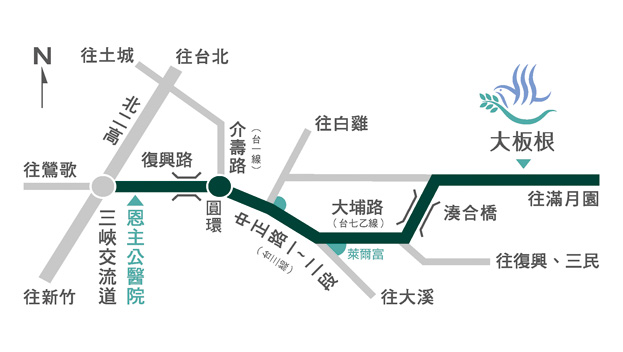 N
往土城
往台北
北二高
介壽路
(台一線)
往白雞
大板根
往鶯歌
復興路
三峽交流道
恩主公醫院
圓環
中正路一~二段
(台三線)
大埔路
(台七乙線)
湊合橋
往滿月園
萊爾富
往復興、三民
往新竹
往大溪